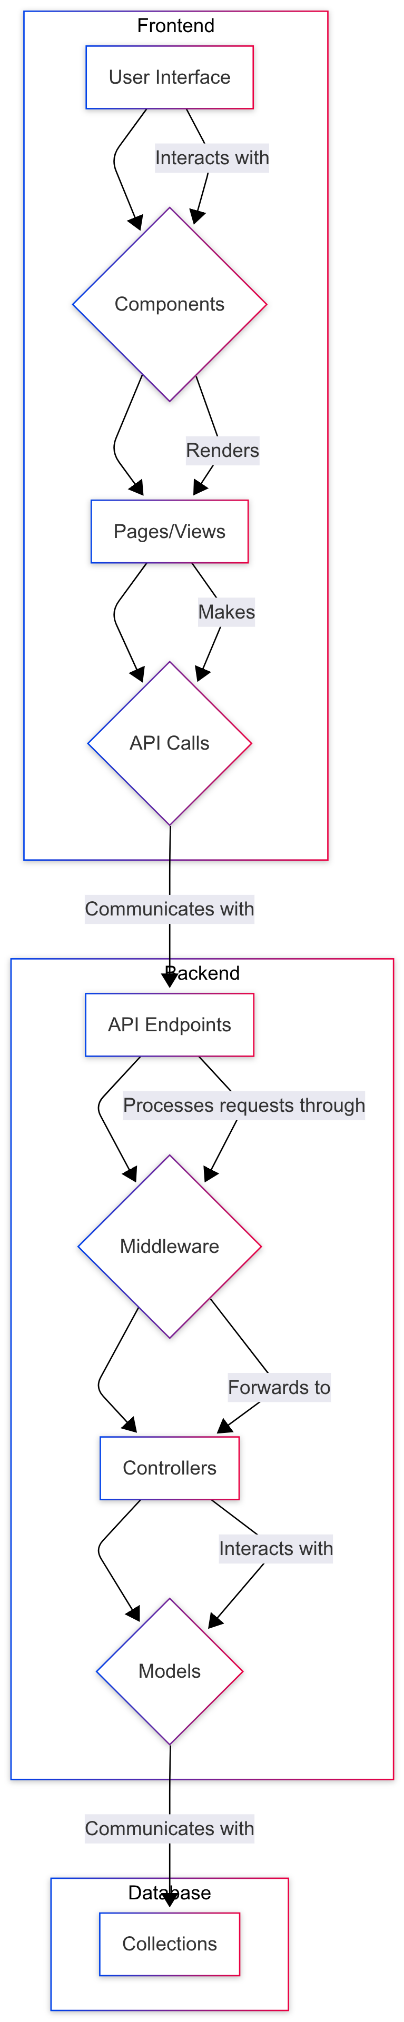 Frontend
User Interface
Interacts with
Components
Renders
Pages/Views
Makes
API Calls
Communicates with
Backend
API Endpoints
Processes requests through
Middleware
Forwards to
Controllers
Interacts with
Models
Communicates with
Database
Collections